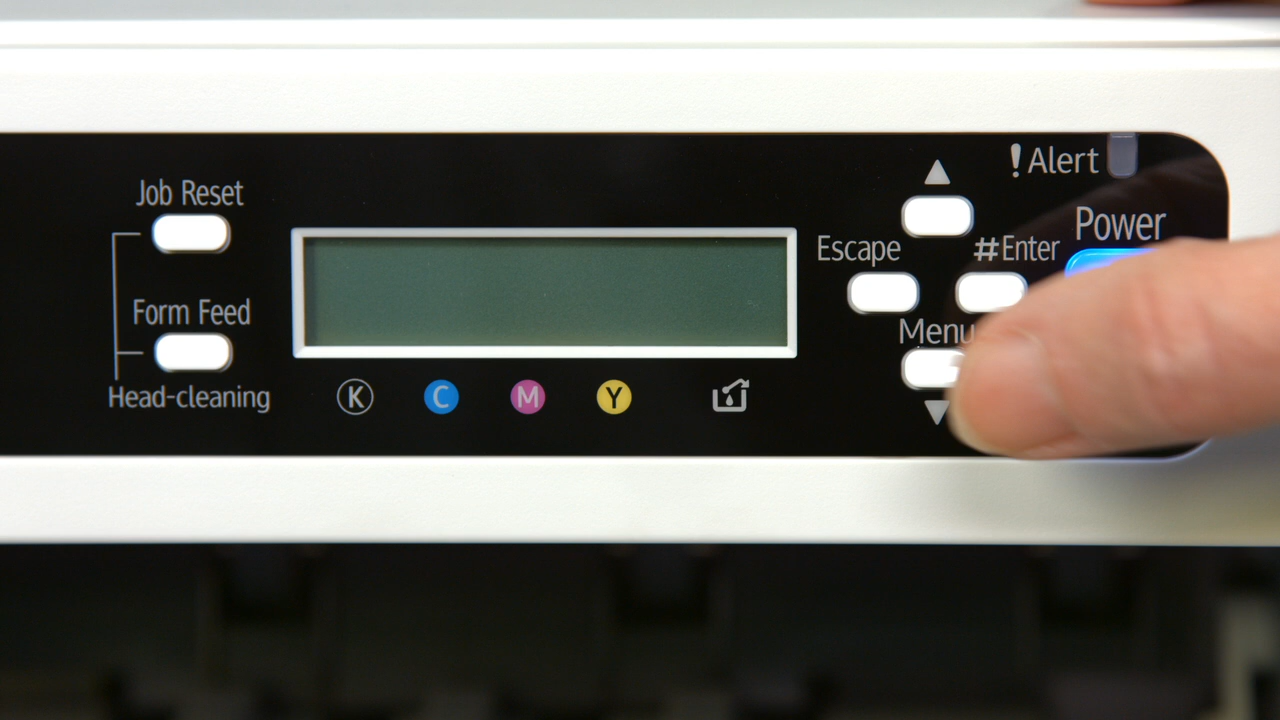 !Alert
Job Reset
Power
Escape
#Enter
Form Feed
Menu
Head-cleaning
K C M Y